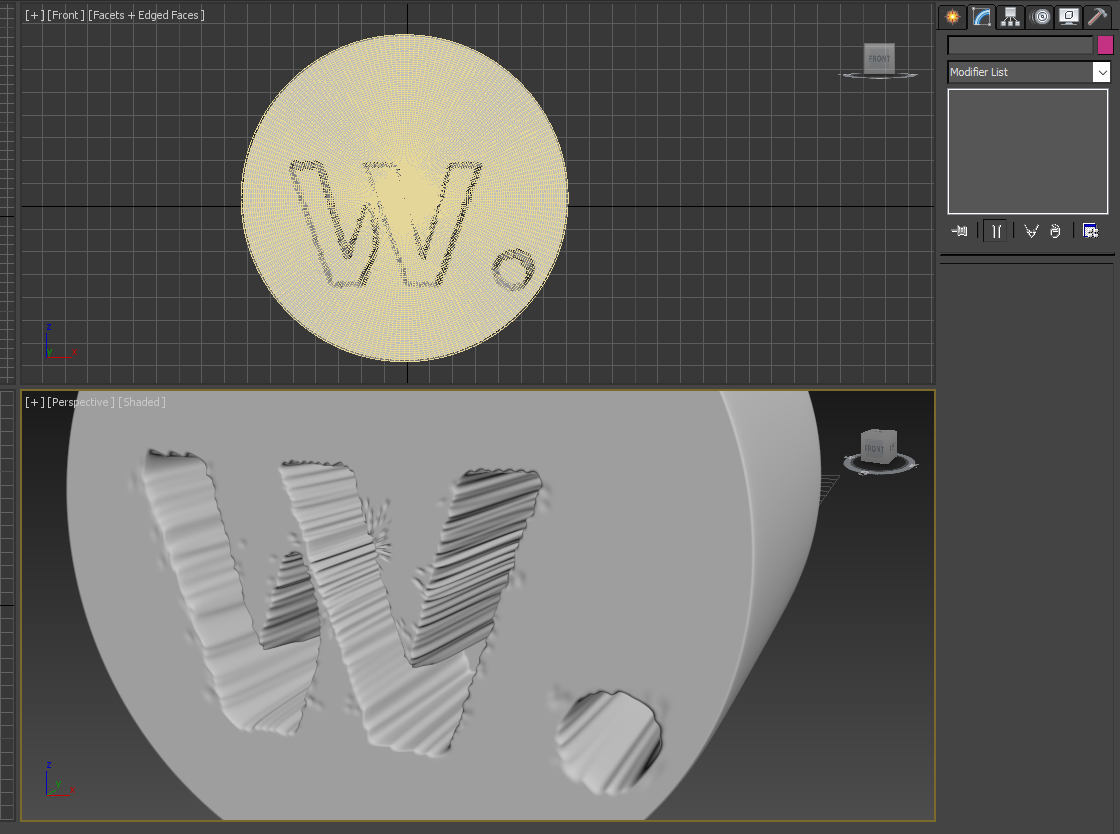 [+] [Front ] [Facets + Edged Faces ]
FRONT
Modifier List
z
y
x
[+] [Perspective ] [Shaded ]
FRONT
W.
z
y
x